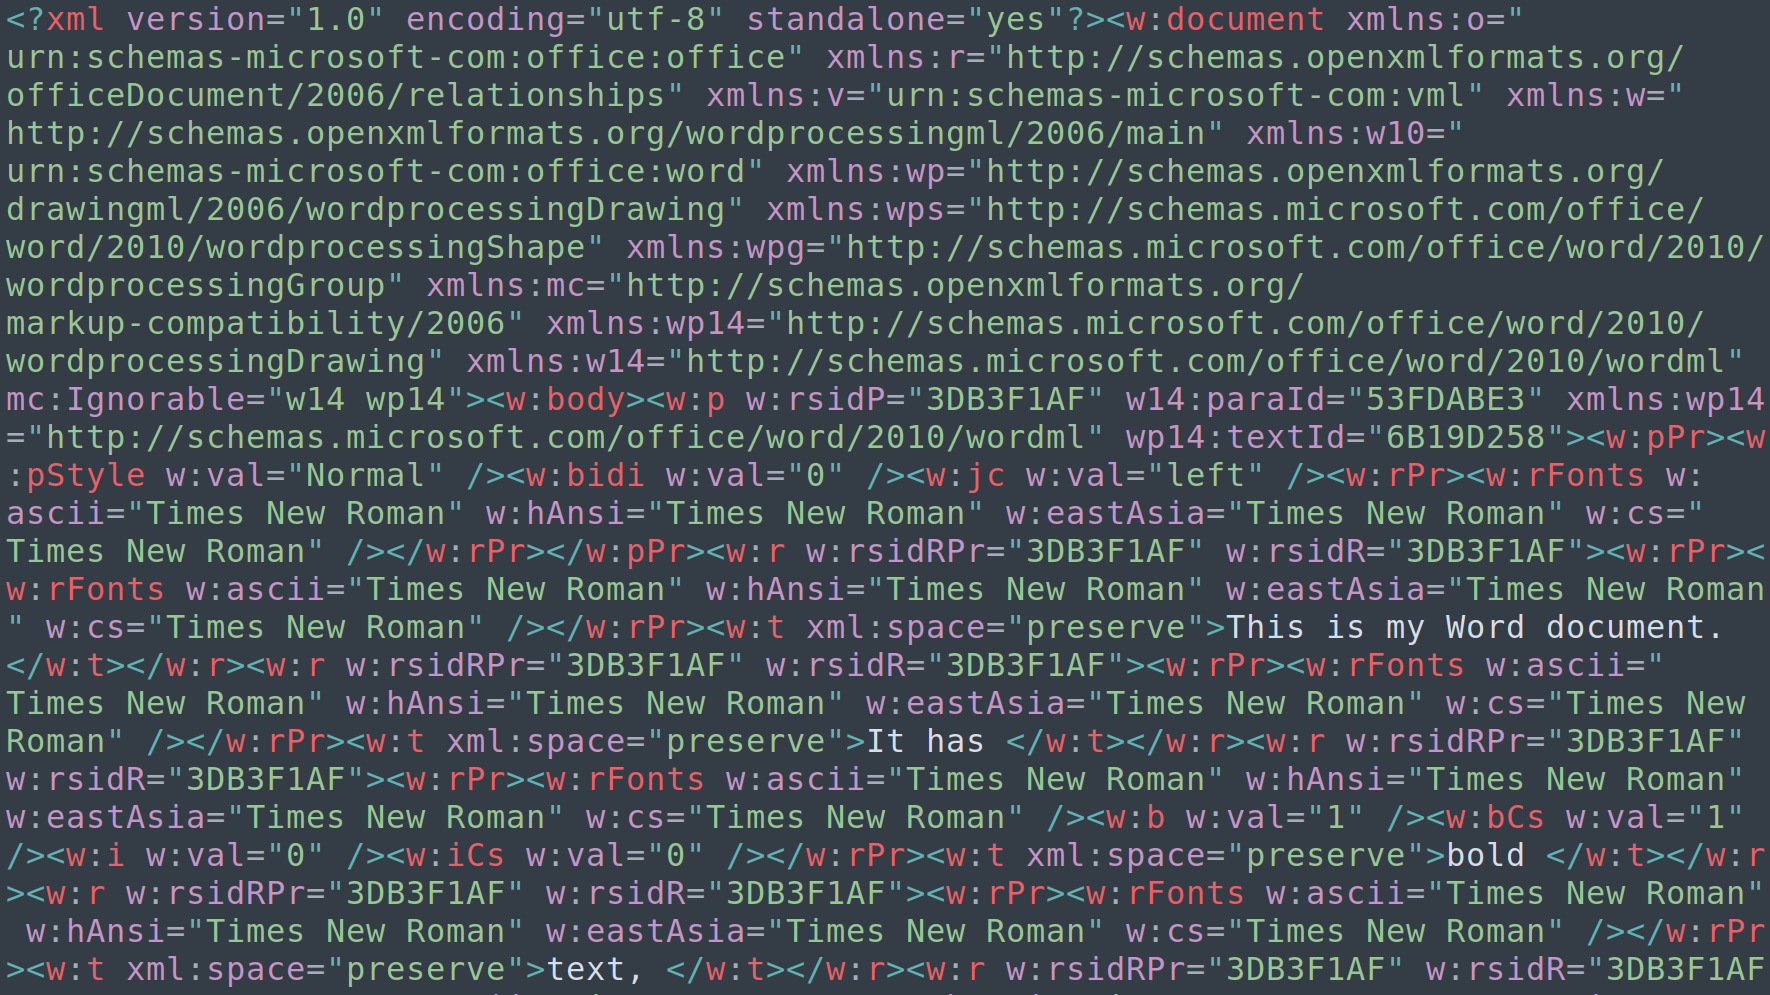 <?xml version="1.0" encoding="utf-8" standalone="yes"?><w:document xmlns:o="
urn:schemas-microsoft-com:office:office" xmlns:r="http://schemas.openxmlformats.org/
officeDocument/2006/relationships" xmlns:v="urn:schemas-microsoft-com:vml" xmlns:w="
http://schemas.openxmlformats.org/wordprocessingml/2006/main" xmlns:w10="
urn:schemas-microsoft-com:office:word" xmlns:wp="http://schemas.openxmlformats.org/
drawingml/2006/wordprocessingDrawing" xmlns:wps="http://schemas.microsoft.com/office/
word/2010/wordprocessingShape" xmlns:wpg="http://schemas.microsoft.com/office/word/2010/
wordprocessingGroup" xmlns:mc="http://schemas.openxmlformats.org/
markup-compatibility/2006" xmlns:wp14="http://schemas.microsoft.com/office/word/2010/
wordprocessingDrawing" xmlns:w14="http://schemas.microsoft.com/office/word/2010/wordml"
mc:Ignorable="w14 wp14"><w:body><w:p w:rsidP="3DB3F1AF" w14:paraId="53FDABE3" xmlns:wp14
="http://schemas.microsoft.com/office/word/2010/wordml" wp14:textId="6B19D258"><w:pPr><w
:pStyle w:val="Normal" /><w:bidi w:val="0" /><w:jc w:val="left" /><w:rPr><w:rFonts w:
ascii="Times New Roman" w:hAnsi="Times New Roman" w:eastAsia="Times New Roman" w:cs="
Times New Roman" /></w:rPr></w:pPr><w:r w:rsidRPr="3DB3F1AF" w:rsidR="3DB3F1AF"><w:rPr><
w:rFonts w:ascii="Times New Roman" w:hAnsi="Times New Roman" w:eastAsia="Times New Roman
" w:cs="Times New Roman" /></w:rPr><w:t xml:space="preserve">This is my Word document.
</w:t></w:r><w:r w:rsidRPr="3DB3F1AF" w:rsidR="3DB3F1AF"><w:rPr><w:rFonts w:ascii="
Times New Roman" w:hAnsi="Times New Roman" w:eastAsia="Times New Roman" w:cs="Times New
Roman" /></w:rPr><w:t xml:space="preserve">It has </w:t></w:r><w:r w:rsidRPr="3DB3F1AF"
w:rsidR="3DB3F1AF"><w:rPr><w:rFonts w:ascii="Times New Roman" w:hAnsi="Times New Roman"
w:eastAsia="Times New Roman" w:cs="Times New Roman" /><w:b w:val="1" /><w:bCs w:val="1"
/><w:i w:val="0" /><w:iCs w:val="0" /></w:rPr><w:t xml:space="preserve">bold </w:t></w:r
><w:r w:rsidRPr="3DB3F1AF" w:rsidR="3DB3F1AF"><w:rPr><w:rFonts w:ascii="Times New Roman"
w:hAnsi="Times New Roman" w:eastAsia="Times New Roman" w:cs="Times New Roman" /></w:rPr
><w:t xml:space="preserve">text, </w:t></w:r><w:r w:rsidRPr="3DB3F1AF" w:rsidR="3DB3F1AF